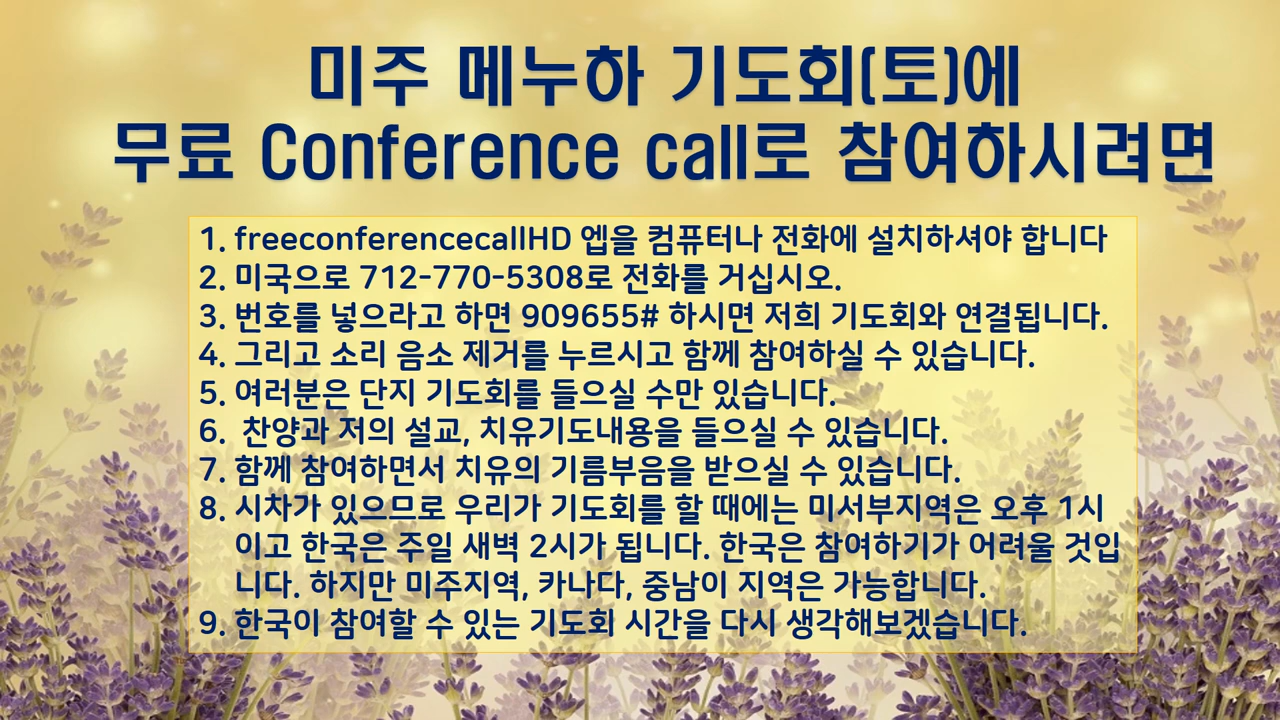 미주 메누하 기도회(토)에
무료 Conference call로 참여하시려면
1. freeconferencecallHD 엡을 컴퓨터나 전화에 설치하셔야 합니다
2. 미국으로 712-770-5308로 전화를 거십시오.
3. 번호를 넣으라고 하면 909655# 하시면 저희 기도회와 연결됩니다.
4. 그리고 소리 음소 제거를 누르시고 함께 참여하실 수 있습니다.
5. 여러분은 단지 기도회를 들으실 수만 있습니다.
6. 찬양과 저의 설교, 치유기도내용을 들으실 수 있습니다.
7. 함께 참여하면서 치유의 기름부음을 받으실 수 있습니다.
8. 시차가 있으므로 우리가 기도회를 할 때에는 미서부지역은 오후 1시
이고 한국은 주일 새벽 2시가 됩니다. 한국은 참여하기가 어려울 것입
니다. 하지만 미주지역, 카나다, 중남미 지역은 가능합니다.
9. 한국이 참여할 수 있는 기도회 시간을 다시 생각해보겠습니다.